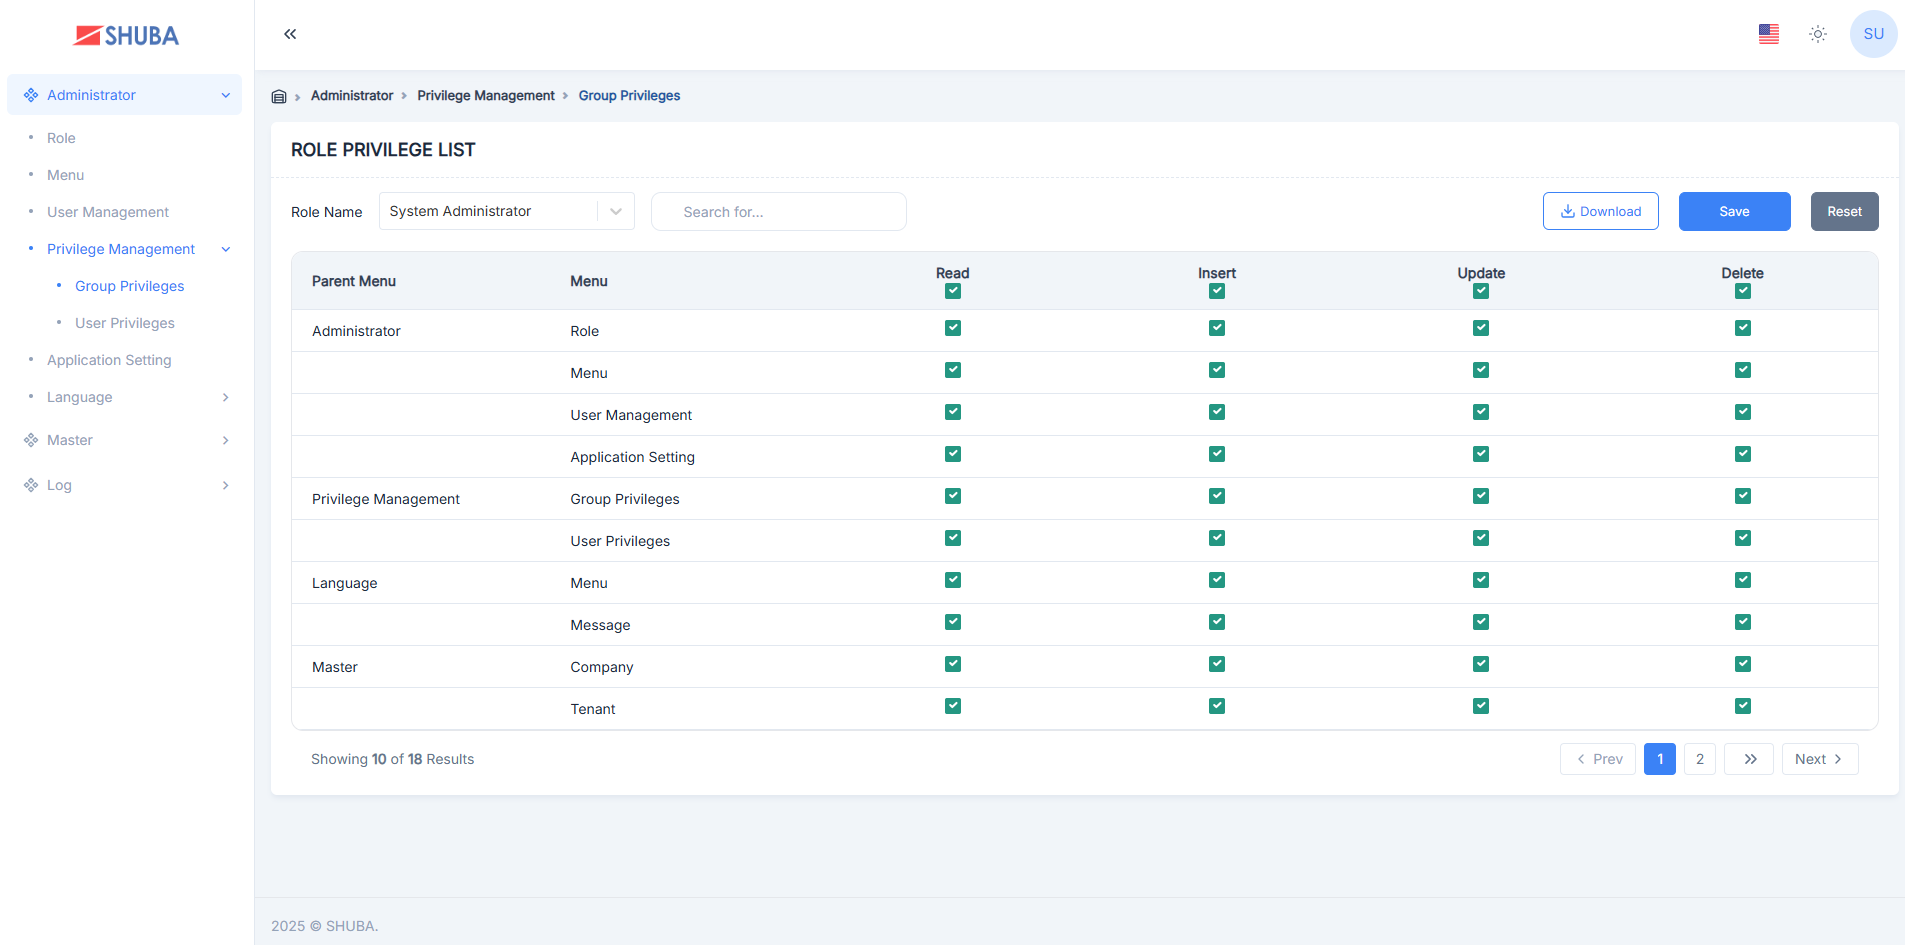 SHUBA
SU
Administrator
Role
Menu
User Management
Privilege Management
Group Privileges
User Privileges
Application Setting
Language
Master
Log
Administrator Privilege Management Group Privileges
ROLE PRIVILEGE LIST
Role Name System Administrator Search for... Download Save Reset
Parent Menu Menu Read Insert Update Delete
Administrator Role
Menu
User Management
Application Setting
Privilege Management Group Privileges
User Privileges
Language Menu
Message
Master Company
Tenant
Showing 10 of 18 Results Prev 1 2 Next
2025 © SHUBA.